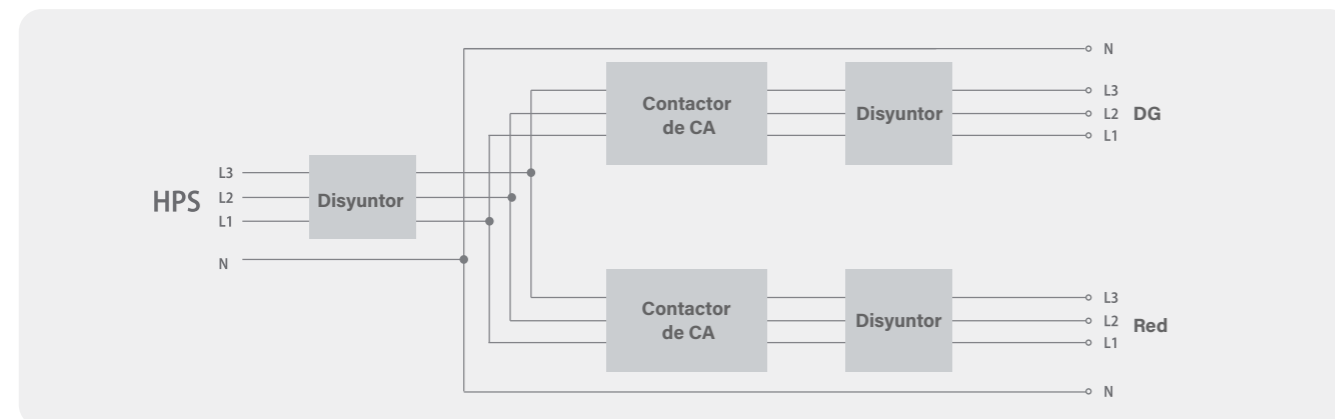 N
Contactor
de CA
Disyuntor
L3
L2
L1
DG
HPS
L3
L2
L1
N
Disyuntor
Contactor
de CA
Disyuntor
L3
L2
L1
Red
N